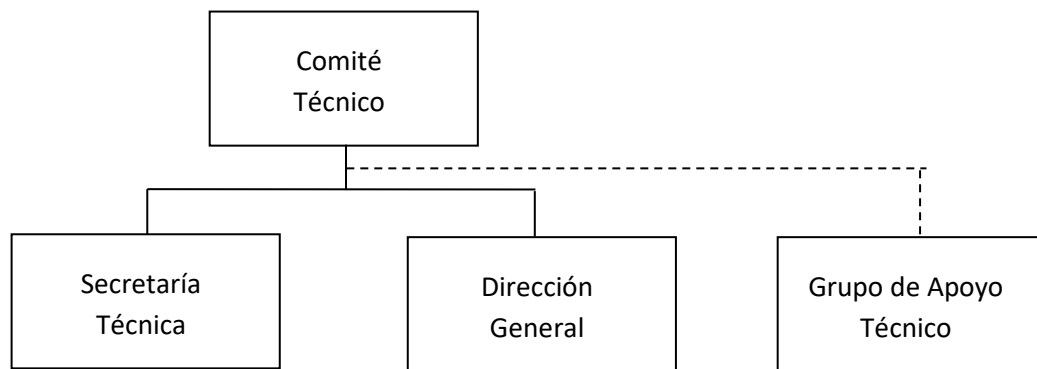 Comité
Técnico
Secretaría
Técnica
Dirección
General
Grupo de Apoyo
Técnico